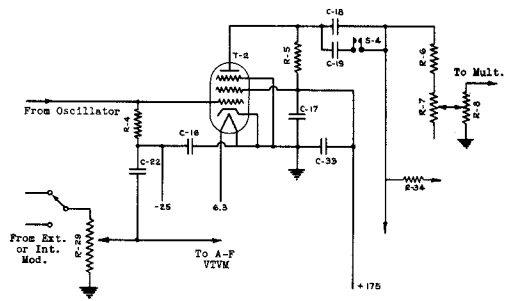 C-18
S-4
C-19
T-2
R-5
R-6
To Mult.
R-7
R-8
From Oscillator
R-4
C-17
C-16
C-33
C-22
R-34
-25
6.3
From Ext.
or Int.
Mod.
R-29
To A-F
VTVM
+175